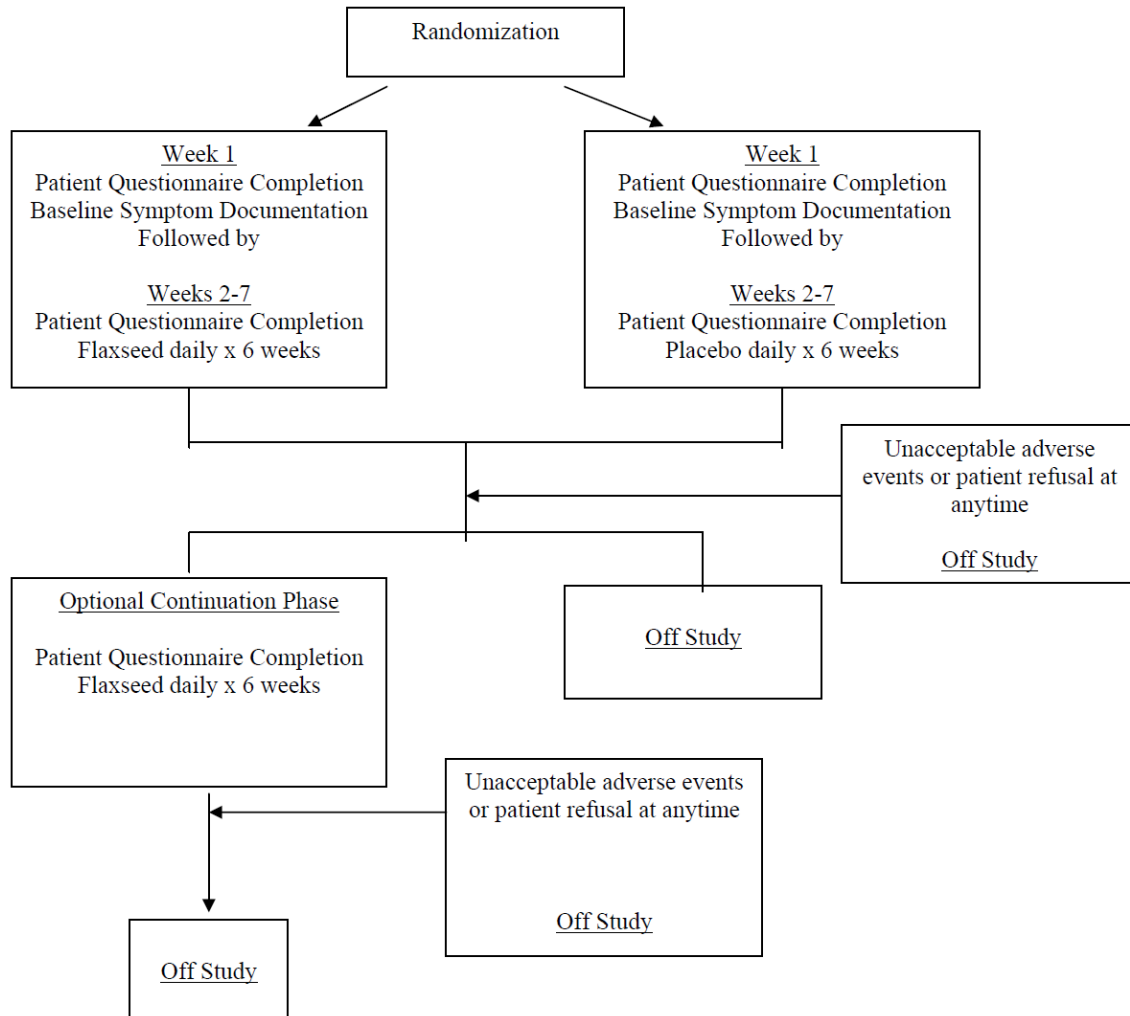 Randomization
Week 1
Patient Questionnaire Completion
Baseline Symptom Documentation
Followed by
Weeks 2-7
Patient Questionnaire Completion
Flaxseed daily x 6 weeks
Week 1
Patient Questionnaire Completion
Baseline Symptom Documentation
Followed by
Weeks 2-7
Patient Questionnaire Completion
Placebo daily x 6 weeks
Unacceptable adverse
events or patient refusal at
anytime
Off Study
Optional Continuation Phase
Patient Questionnaire Completion
Flaxseed daily x 6 weeks
Off Study
Unacceptable adverse events
or patient refusal at anytime
Off Study
Off Study